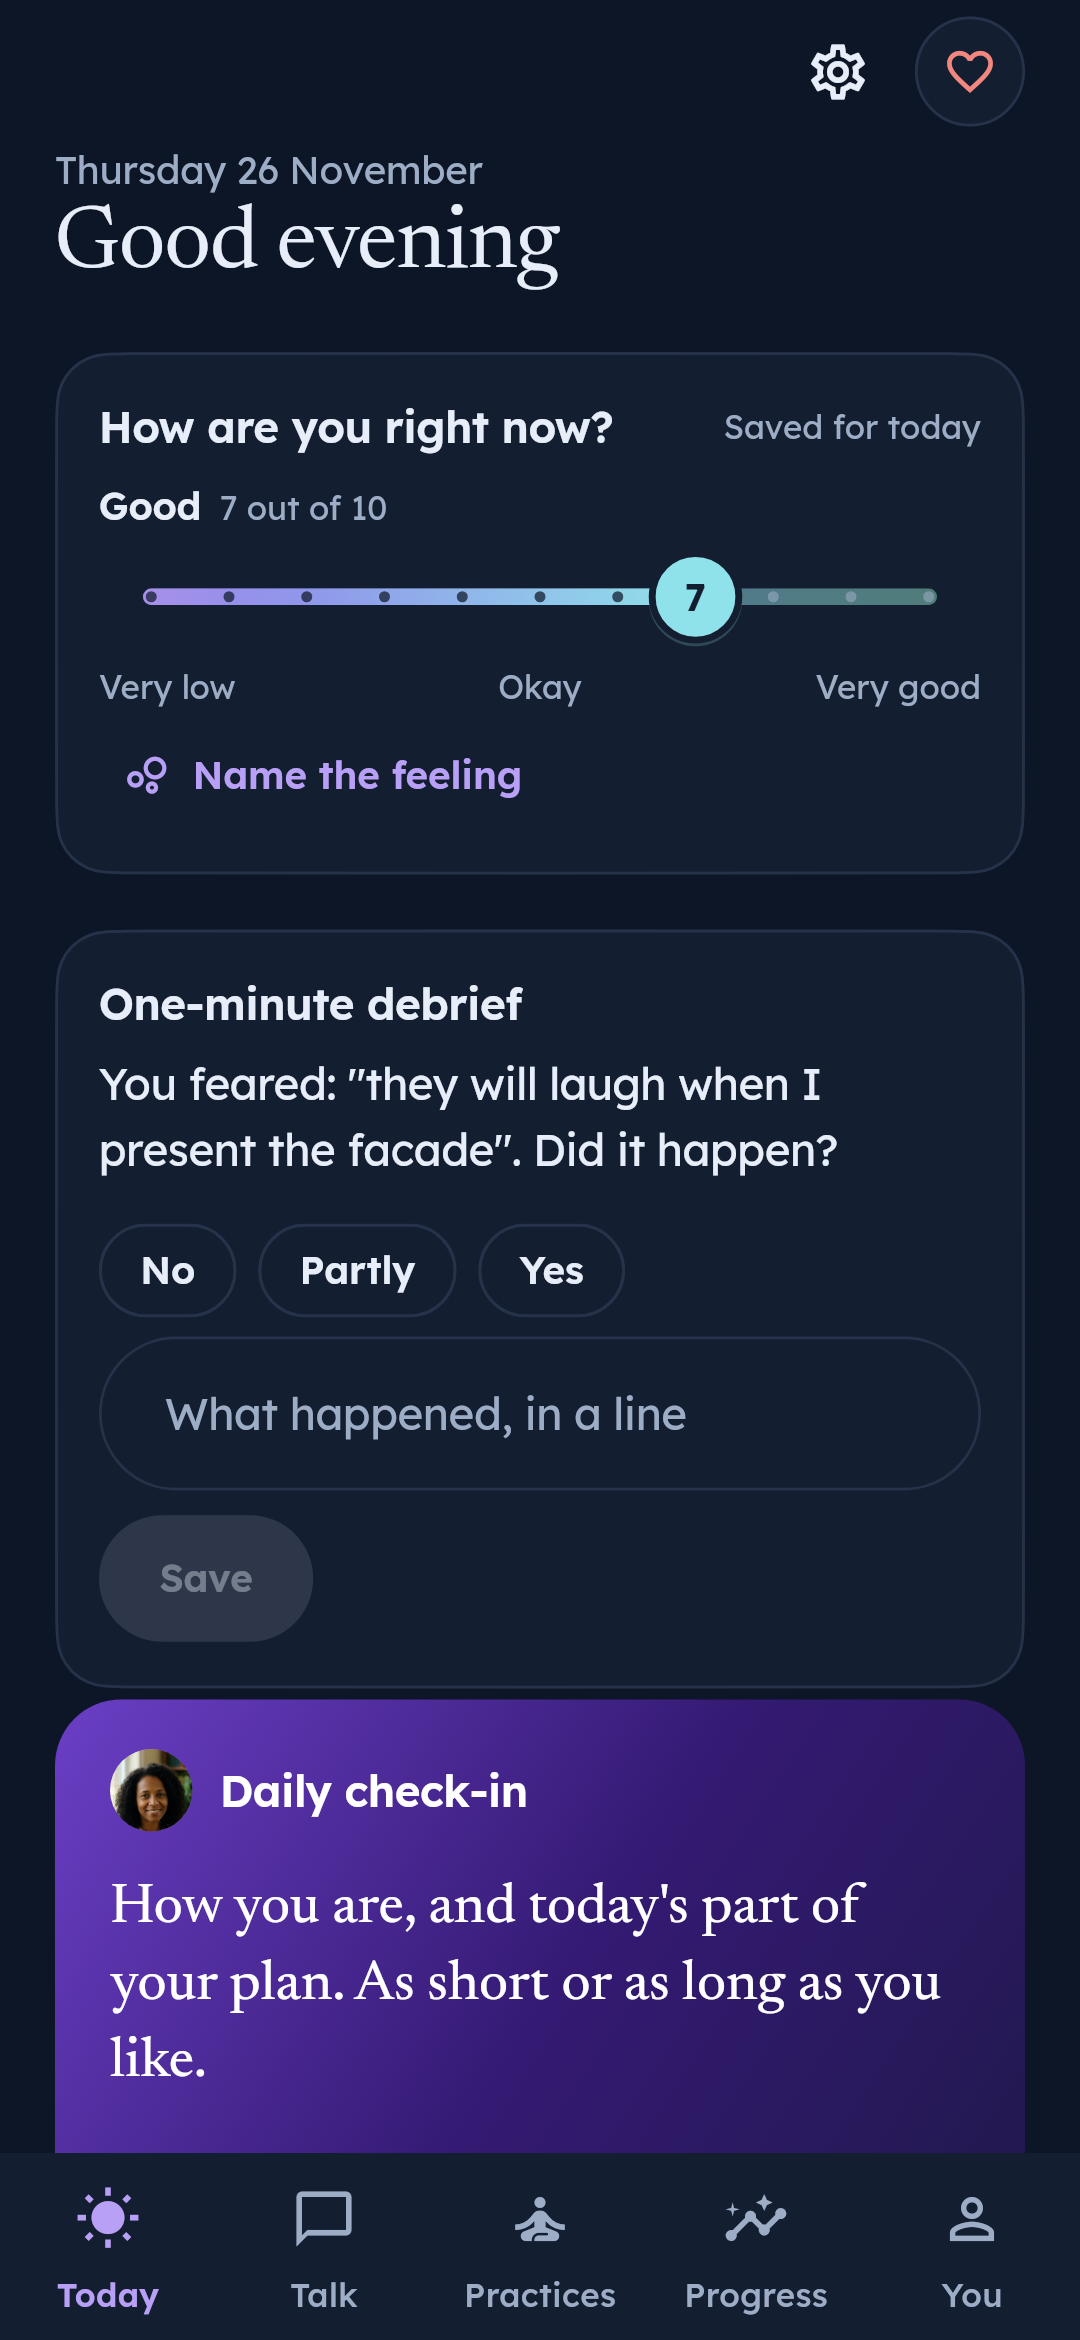 Thursday 26 November
Good evening
How are you right now?
Saved for today
Good 7 out of 10
7
Very low
Okay
Very good
Name the feeling
One-minute debrief
You feared: "they will laugh when I
present the facade". Did it happen?
No
Partly
Yes
What happened, in a line
Save
Daily check-in
How you are, and today's part of
your plan. As short or as long as you
like.
Today
Talk
Practices
Progress
You